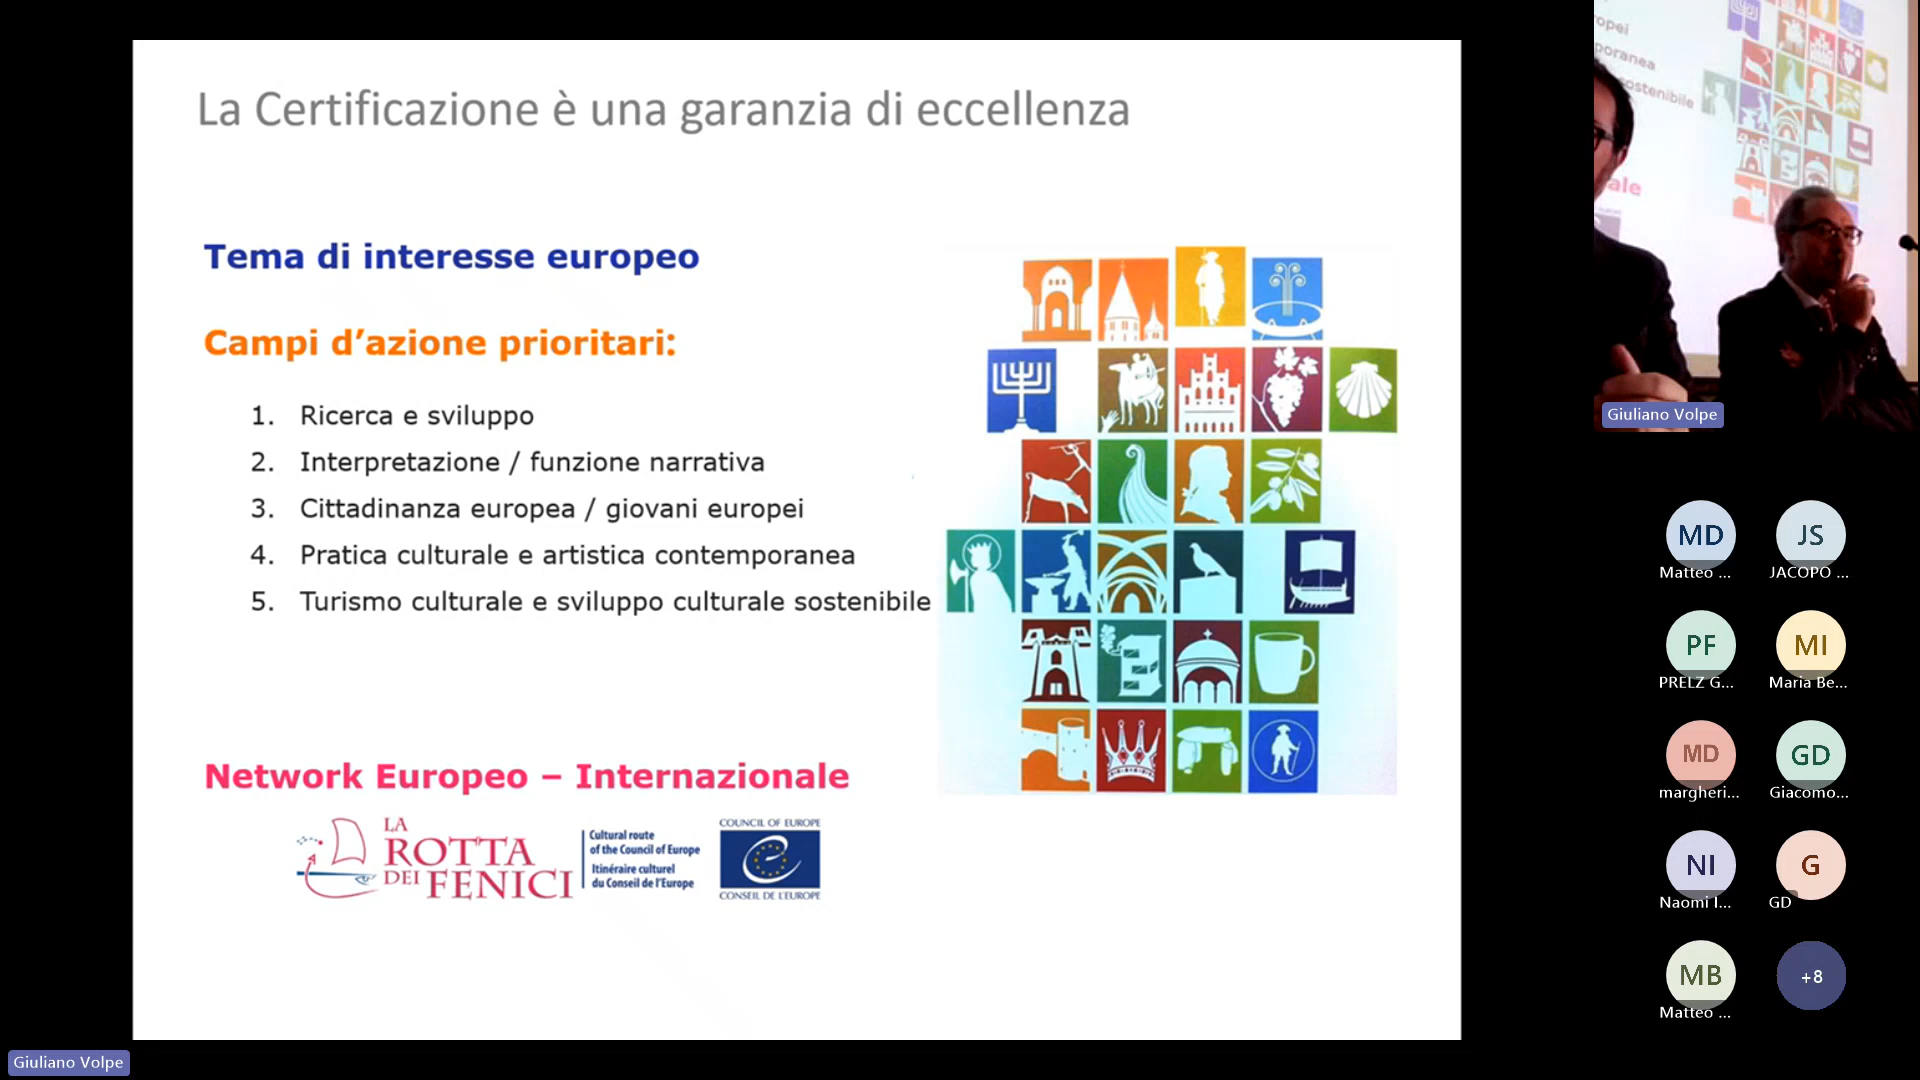 La Certificazione è una garanzia di eccellenza
Tema di interesse europeo
Campi d’azione prioritari:
1. Ricerca e sviluppo
2. Interpretazione / funzione narrativa
3. Cittadinanza europea / giovani europei
4. Pratica culturale e artistica contemporanea
5. Turismo culturale e sviluppo culturale sostenibile
Network Europeo – Internazionale
LA
ROTTA
DEI FENICI
Cultural route
of the Council of Europe
Itinéraire culturel
du Conseil de l'Europe
COUNCIL OF EUROPE
CONSEIL DE L'EUROPE
Giuliano Volpe
opei
poranea
sostenibile
ale
Giuliano Volpe
MD JS
Matteo ... JACOPO ...
PF MI
PRELZ G... Maria Be...
MD GD
margheri... Giacomo...
NI G
Naomi I... GD
MB +8
Matteo ...